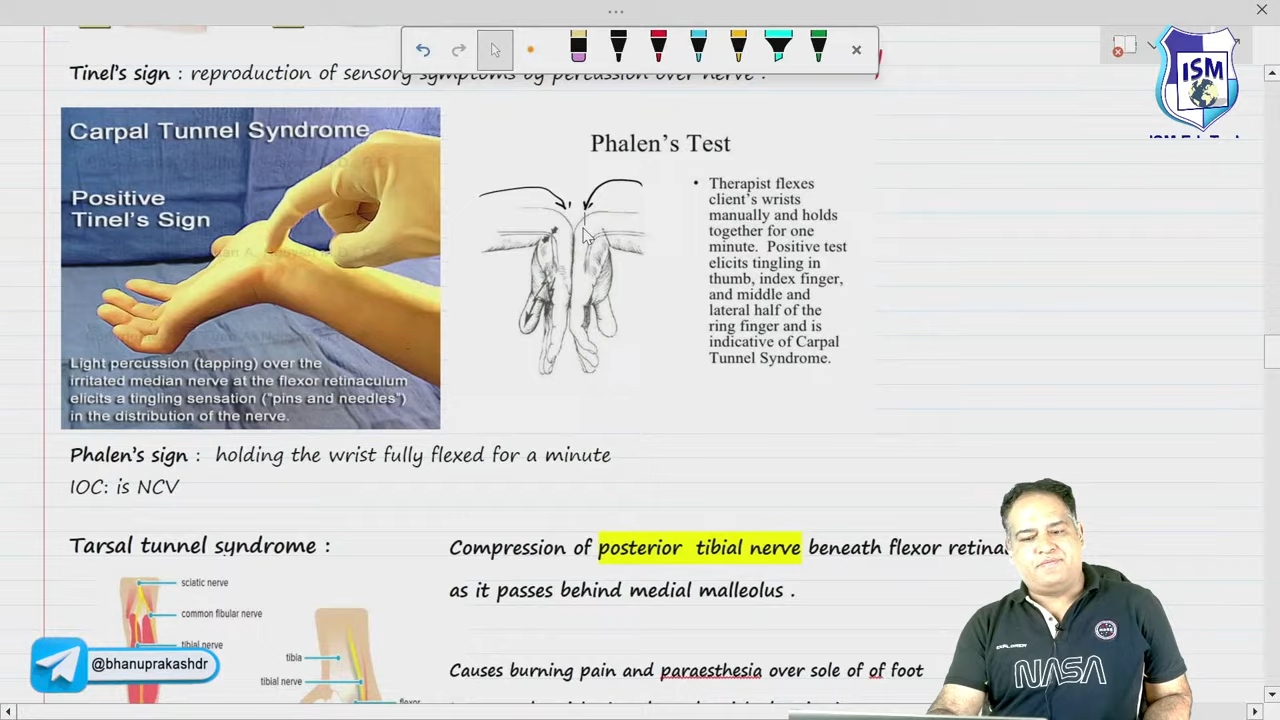 Tinel's sign : reproduction of sensory symptoms by percussion over nerve .
ISM
Carpal Tunnel Syndrome
Positive
Tinel's Sign
Light percussion (tapping) over the
irritated median nerve at the flexor retinaculum
elicits a tingling sensation ("pins and needles")
in the distribution of the nerve.
Phalen's Test
• Therapist flexes
client's wrists
manually and holds
together for one
minute. Positive test
elicits tingling in
thumb, index finger,
and middle and
lateral half of the
ring finger and is
indicative of Carpal
Tunnel Syndrome.
Phalen's sign : holding the wrist fully flexed for a minute
IOC: is NCV
Tarsal tunnel syndrome :
Compression of posterior tibial nerve beneath flexor
as it passes behind medial malleolus .
sciatic nerve
common fibular nerve
tibial nerve
tibia
tibial nerve
flexor
Causes burning pain and paraesthesia over sole of of foot
@bhanuprakashdr
EXPLORER
NASA